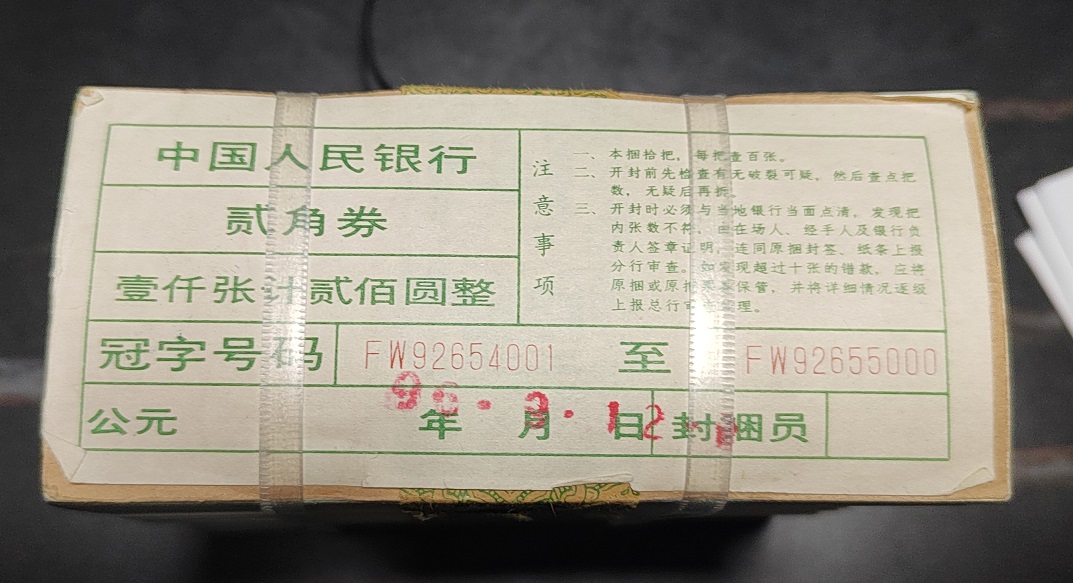 中国人民银行
贰角券
壹仟张计贰佰圆整
注意事项
一、本捆拾把，每把壹百张。
二、开封前先检查有无破裂可疑，然后查点把
数，无疑后再拆。
三、开封时必须与当地银行当面点清，发现把
内张数不符，由在场人、经手人及银行负
责人签章证明，连同原捆封签、纸条上报
分行审查。如发现超过十张的错款，应将
原捆或原把妥保管，并将详细情况逐级
上报总行审处理。
冠字号码 FW92654001 至 FW92655000
公元 年 月 日 封捆员
3.12